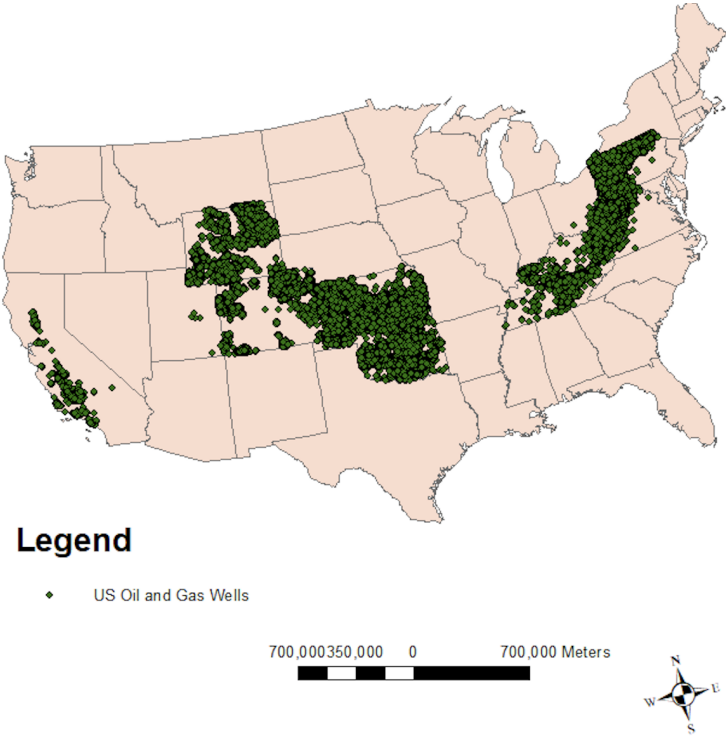 Legend
US Oil and Gas Wells
700,000350,000 0 700,000 Meters
N
W E
S